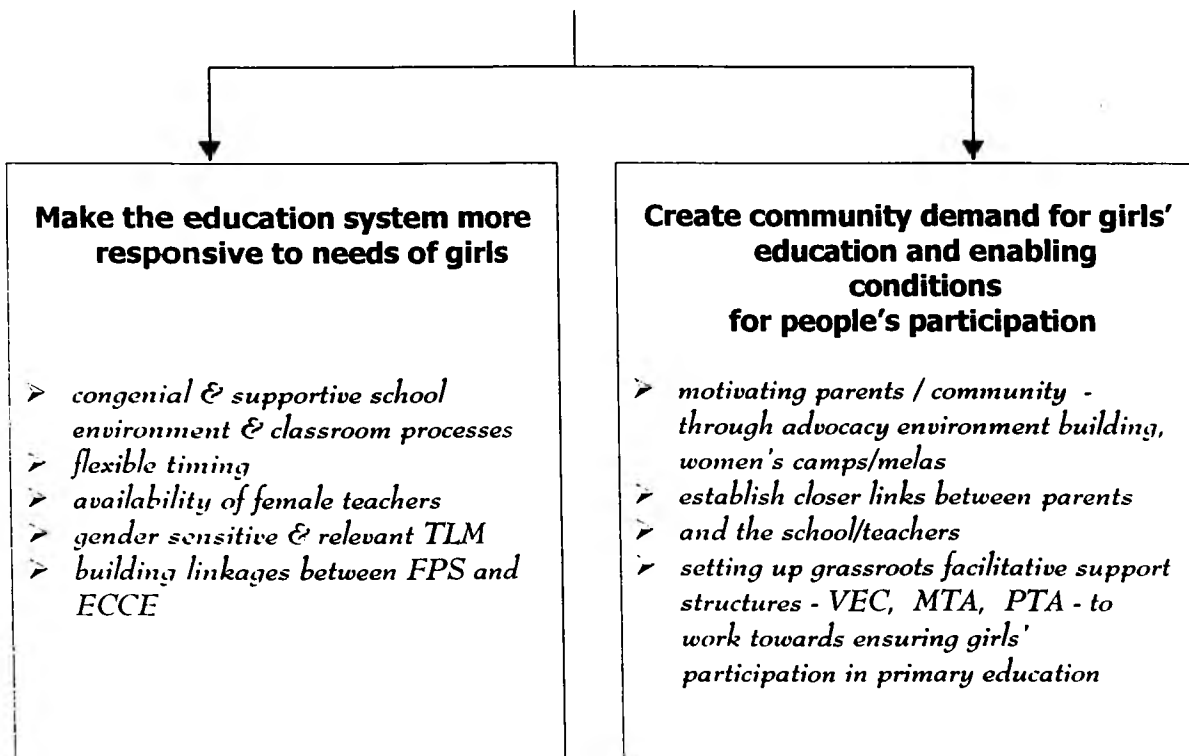 Make the education system more
responsive to needs of girls
➢ congenial & supportive school
environment & classroom processes
➢ flexible timing
➢ availability of female teachers
➢ gender sensitive & relevant TLM
➢ building linkages between FPS and
ECCE
Create community demand for girls'
education and enabling
conditions
for people's participation
➢ motivating parents / community -
through advocacy environment building,
women's camps/melas
➢ establish closer links between parents
➢ and the school/teachers
➢ setting up grassroots facilitative support
structures - VEC, MTA, PTA - to
work towards ensuring girls'
participation in primary education